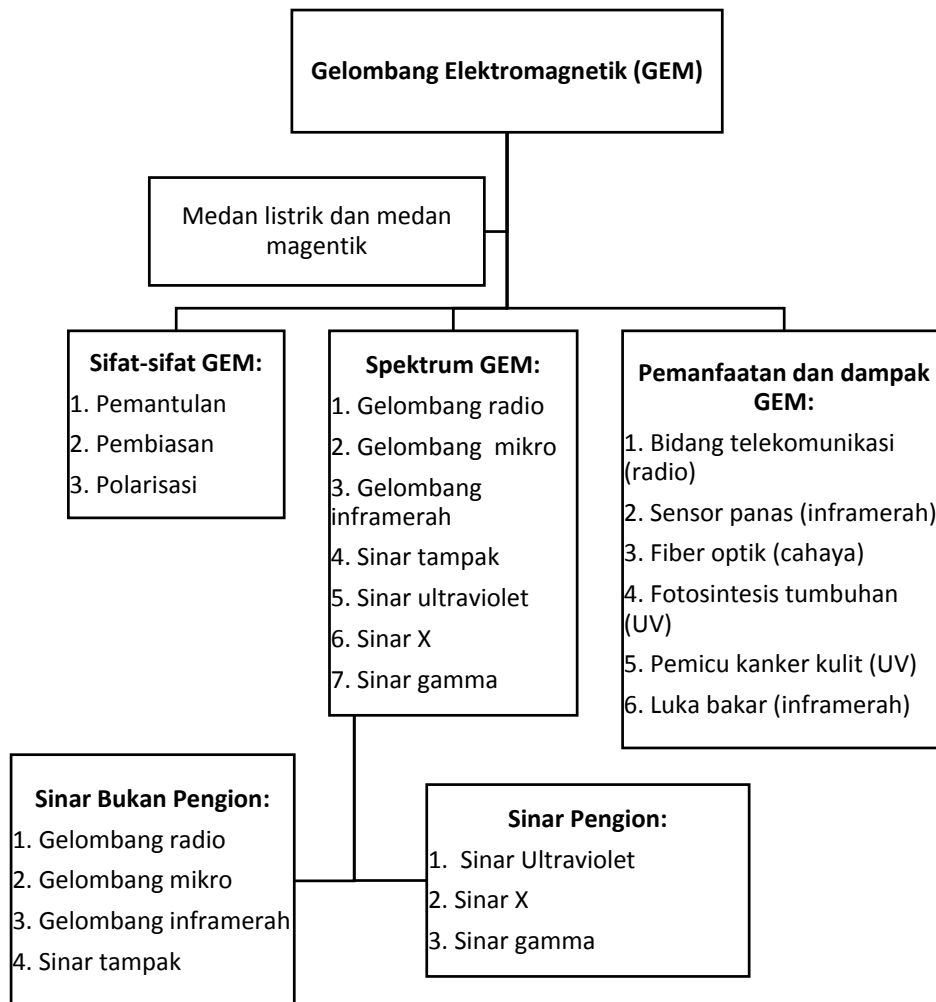 Gelombang Elektromagnetik (GEM)
Medan listrik dan medan
magentik
Sifat-sifat GEM:
1. Pemantulan
2. Pembiasan
3. Polarisasi
Spektrum GEM:
1. Gelombang radio
2. Gelombang mikro
3. Gelombang
inframerah
4. Sinar tampak
5. Sinar ultraviolet
6. Sinar X
7. Sinar gamma
Pemanfaatan dan dampak
GEM:
1. Bidang telekomunikasi
(radio)
2. Sensor panas (inframerah)
3. Fiber optik (cahaya)
4. Fotosintesis tumbuhan
(UV)
5. Pemicu kanker kulit (UV)
6. Luka bakar (inframerah)
Sinar Bukan Pengion:
1. Gelombang radio
2. Gelombang mikro
3. Gelombang inframerah
4. Sinar tampak
Sinar Pengion:
1. Sinar Ultraviolet
2. Sinar X
3. Sinar gamma